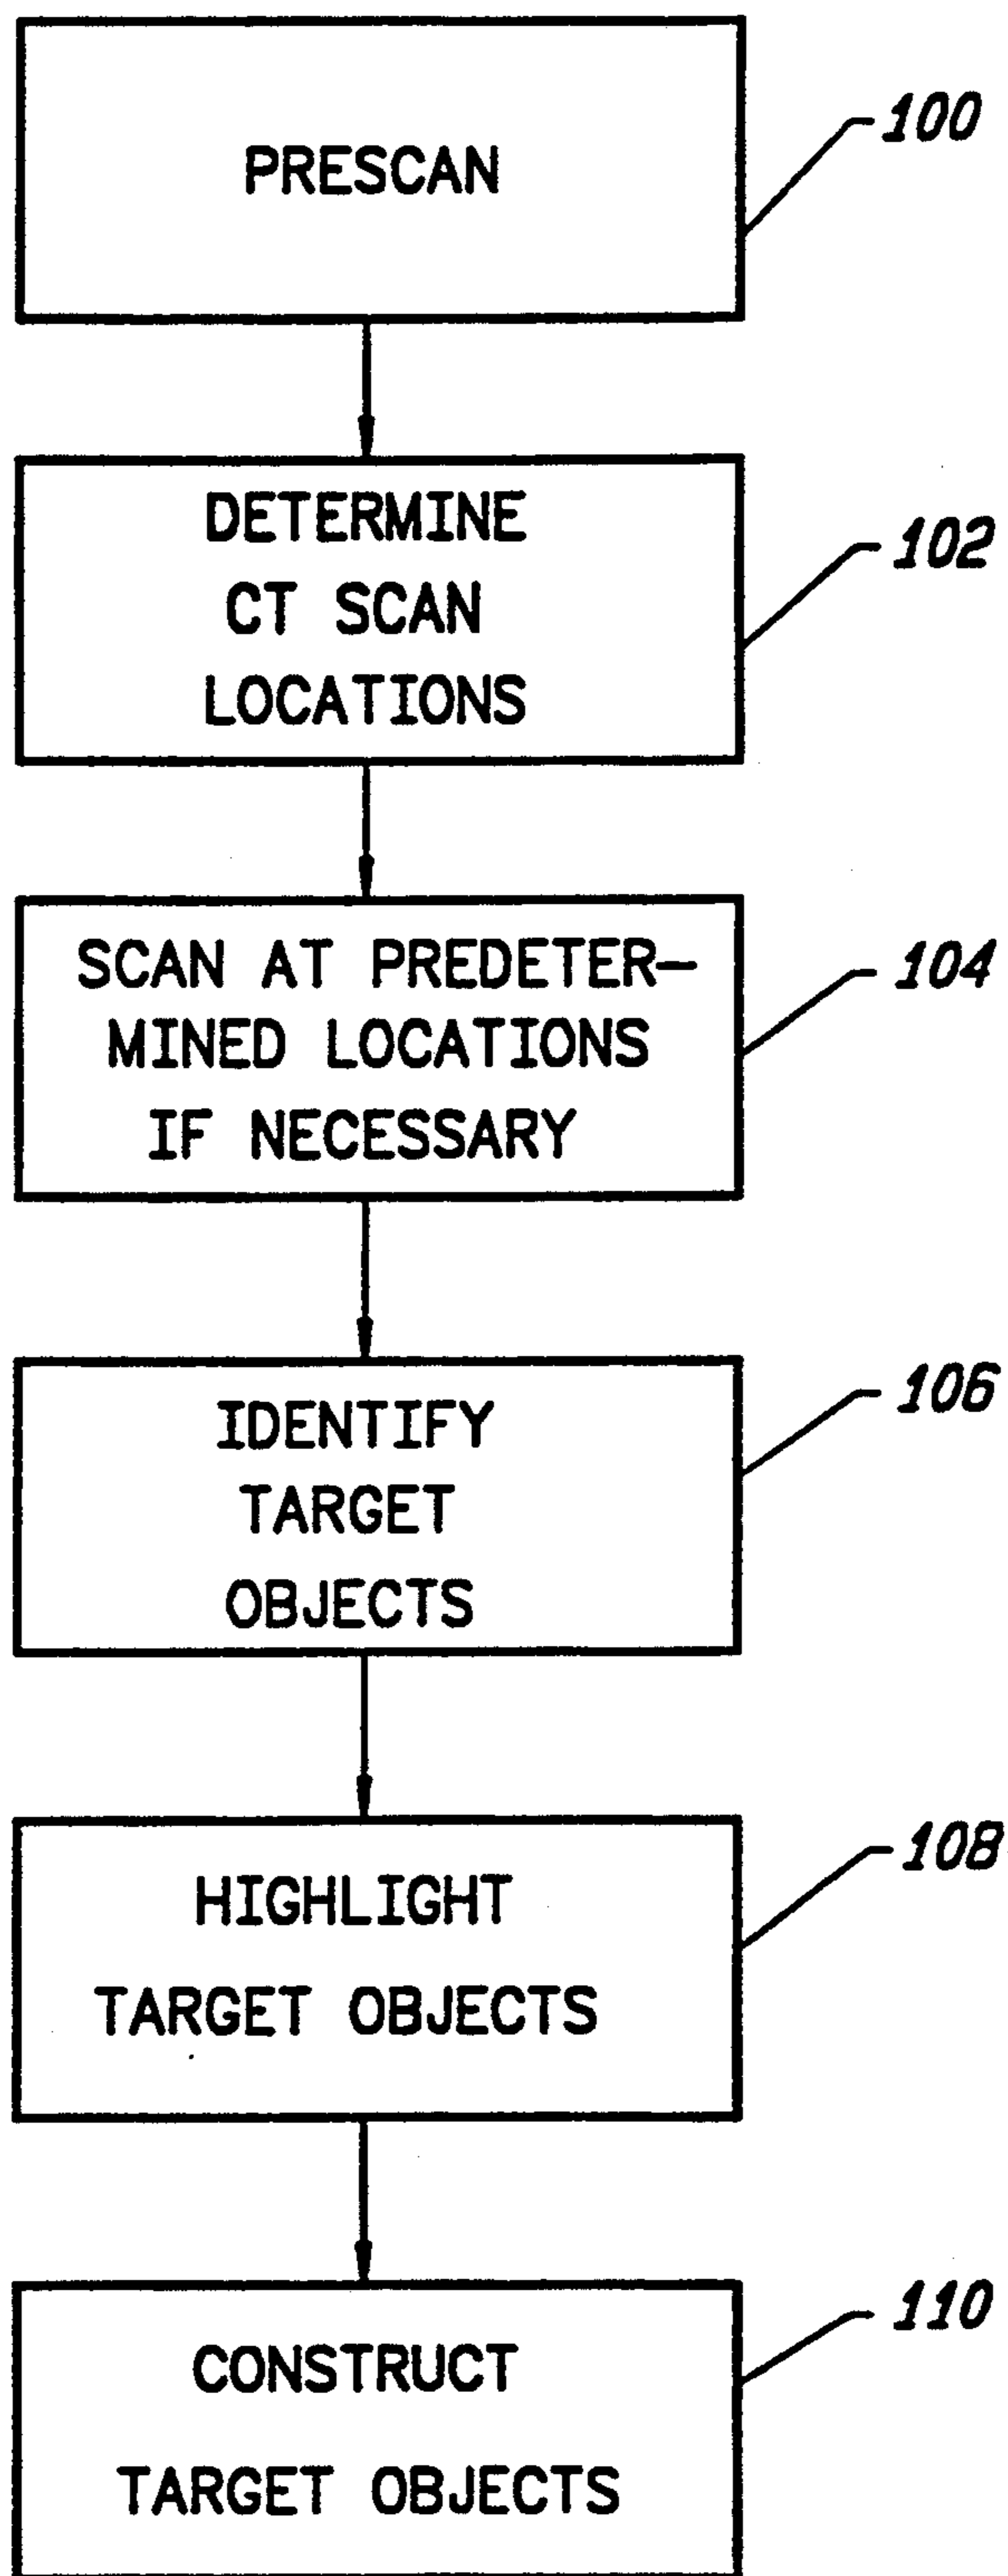 PRESCAN
100
DETERMINE
CT SCAN
LOCATIONS
102
SCAN AT PREDETER-
MINED LOCATIONS
IF NECESSARY
104
IDENTIFY
TARGET
OBJECTS
106
HIGHLIGHT
TARGET OBJECTS
108
CONSTRUCT
TARGET OBJECTS
110